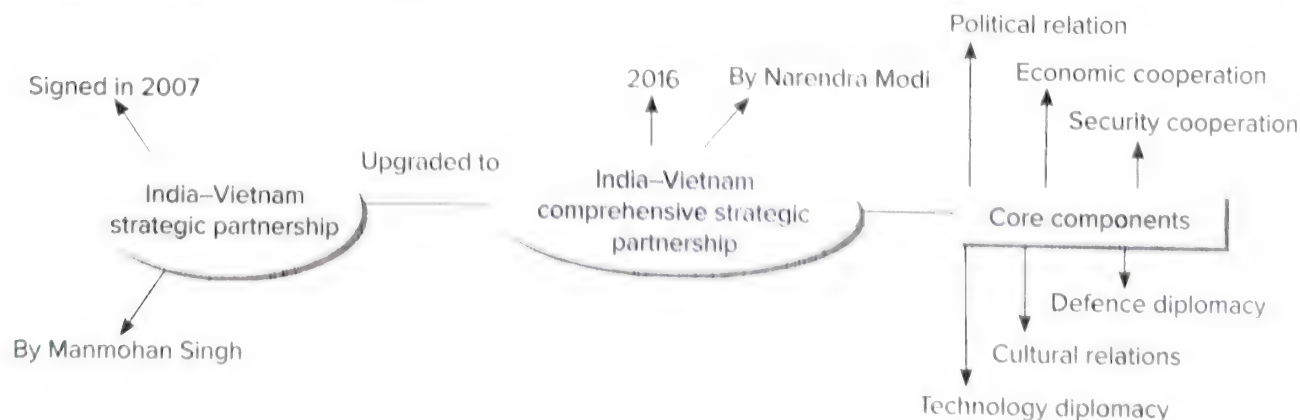 Political relation
Signed in 2007
2016
By Narendra Modi
Economic cooperation
Security cooperation
Upgraded to
India–Vietnam
strategic partnership
India–Vietnam
comprehensive strategic
partnership
Core components
Defence diplomacy
By Manmohan Singh
Cultural relations
Technology diplomacy